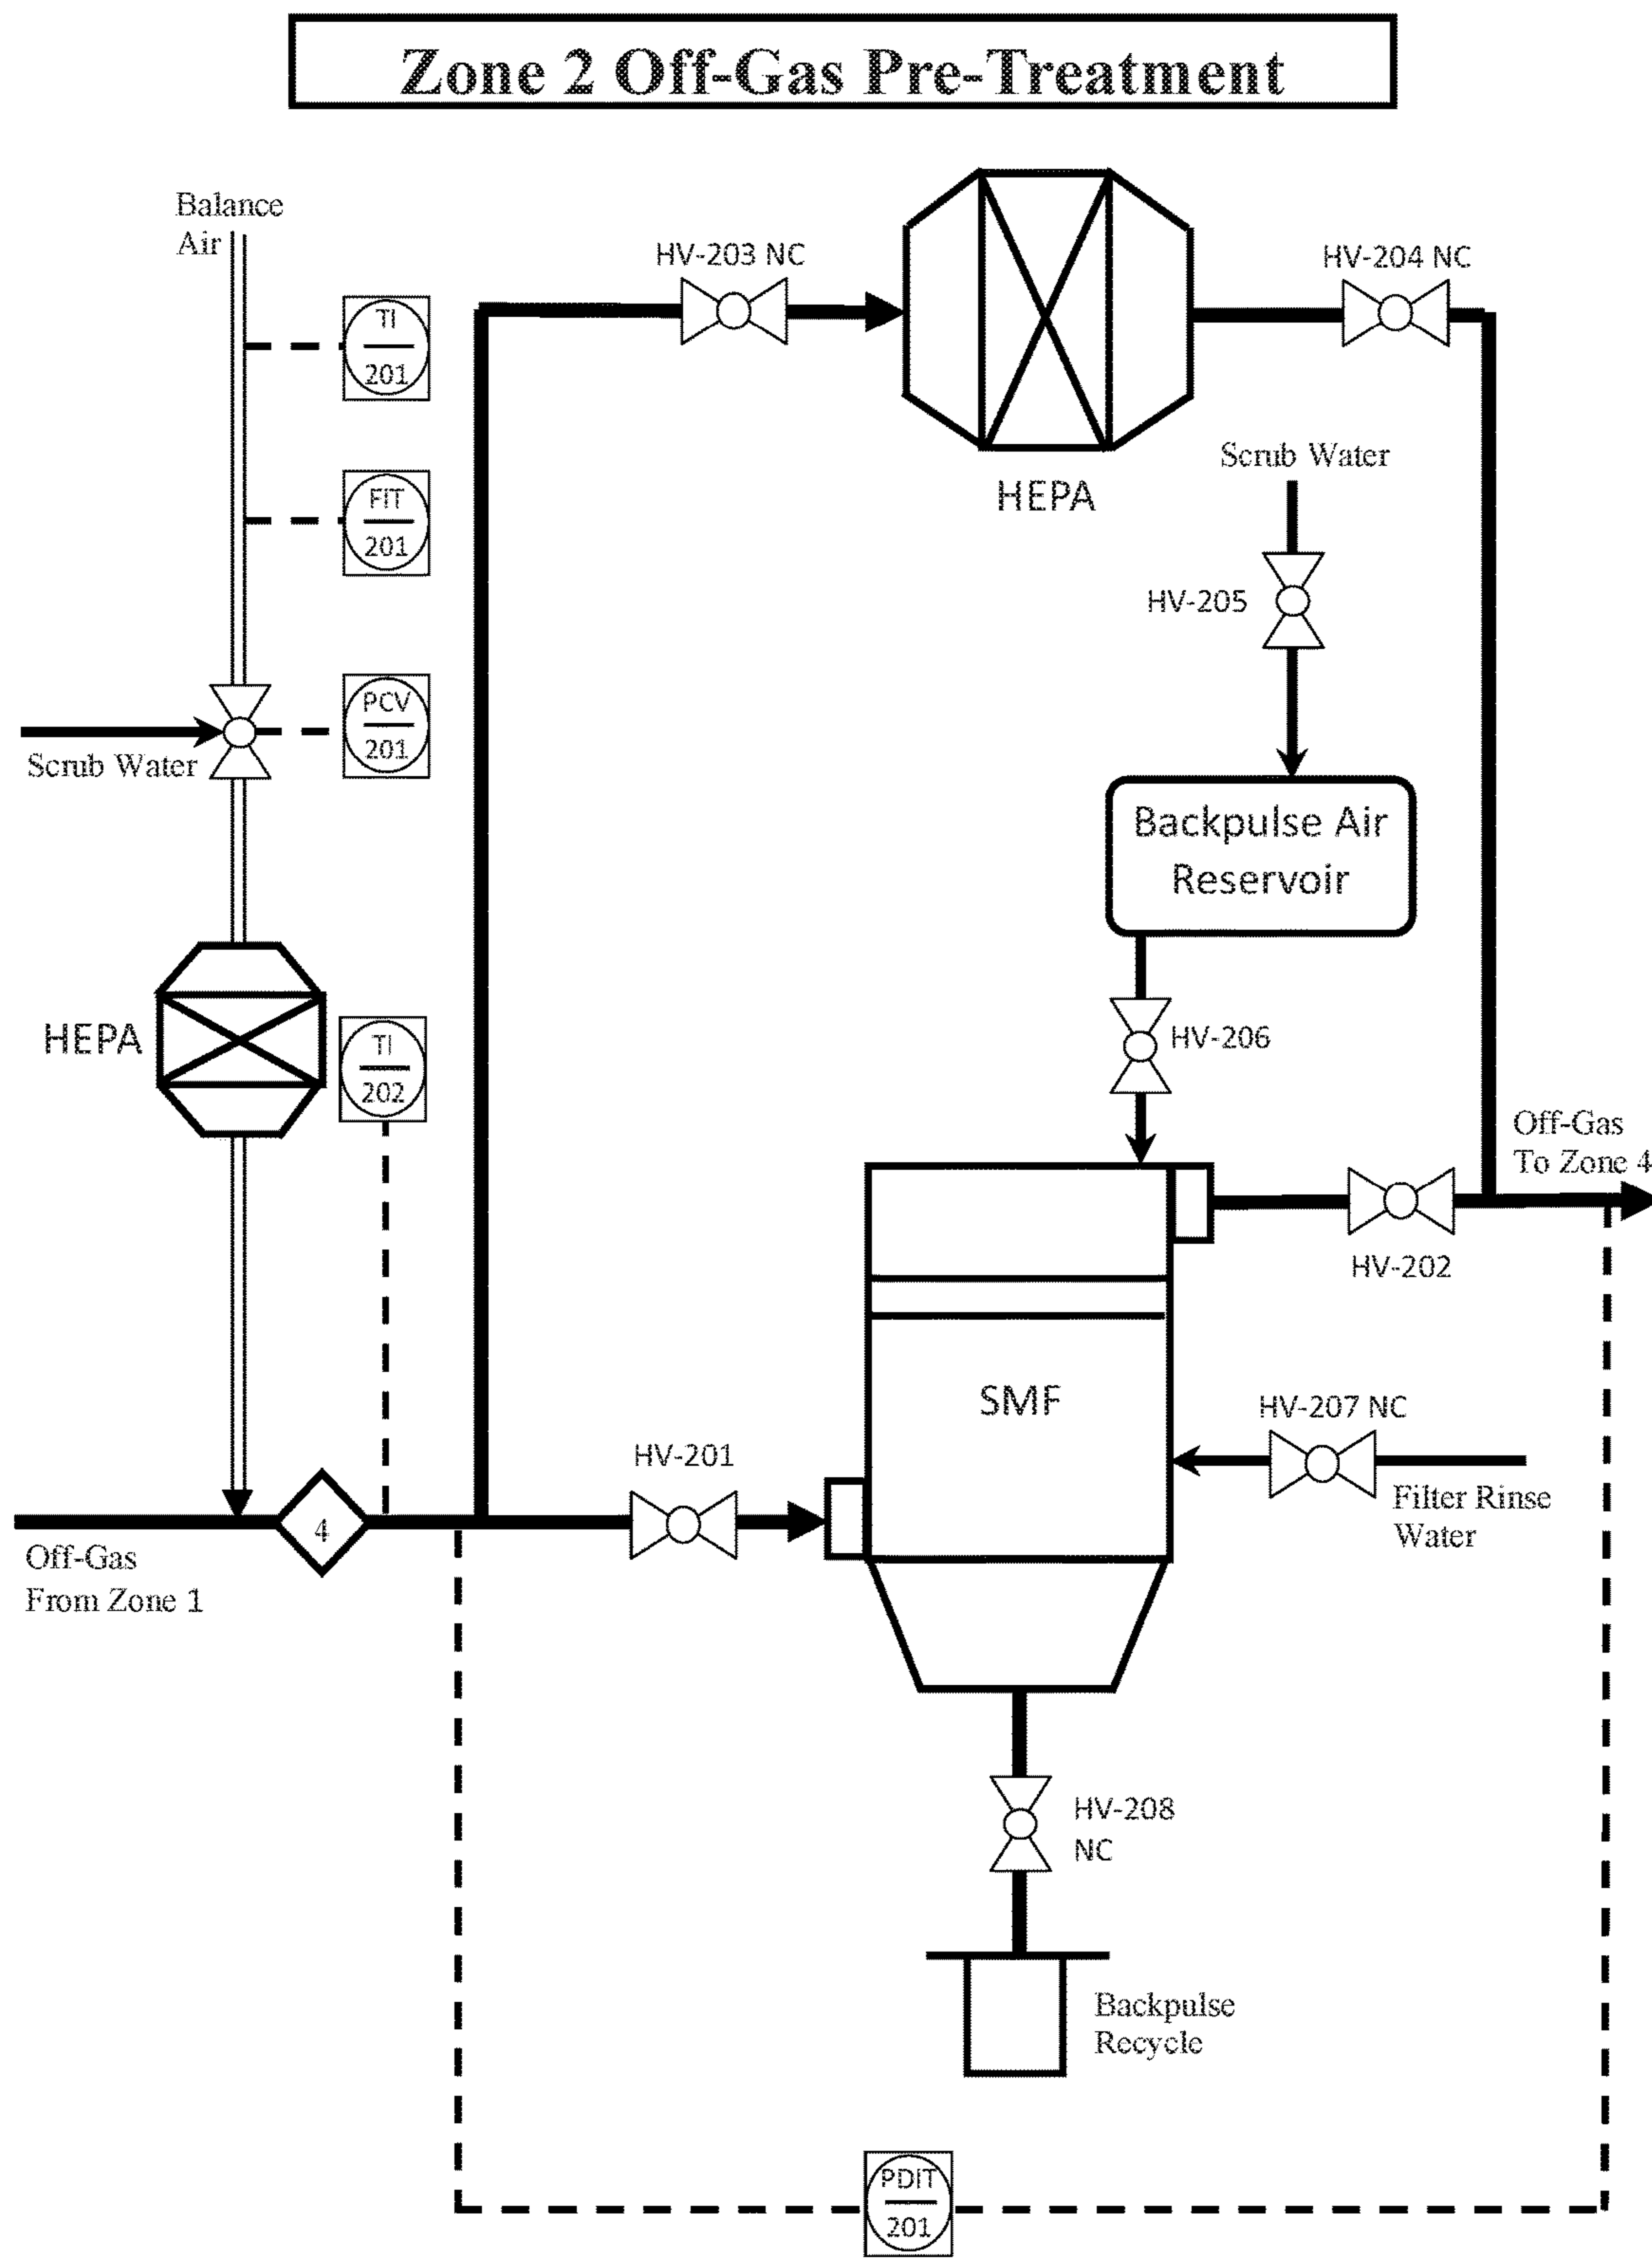 Zone 2 Off-Gas Pre-Treatment
Balance
Air
HV-203 NC
HV-204 NC
TI
201
HEPA
Scrub Water
FIT
201
HV-205
PCV
201
Scrub Water
Backpulse Air
Reservoir
HEPA
TI
202
HV-206
Off-Gas
To Zone 4
HV-202
SMF
HV-207 NC
Filter Rinse
Water
HV-201
4
Off-Gas
From Zone 1
HV-208
NC
Backpulse
Recycle
PDIT
201